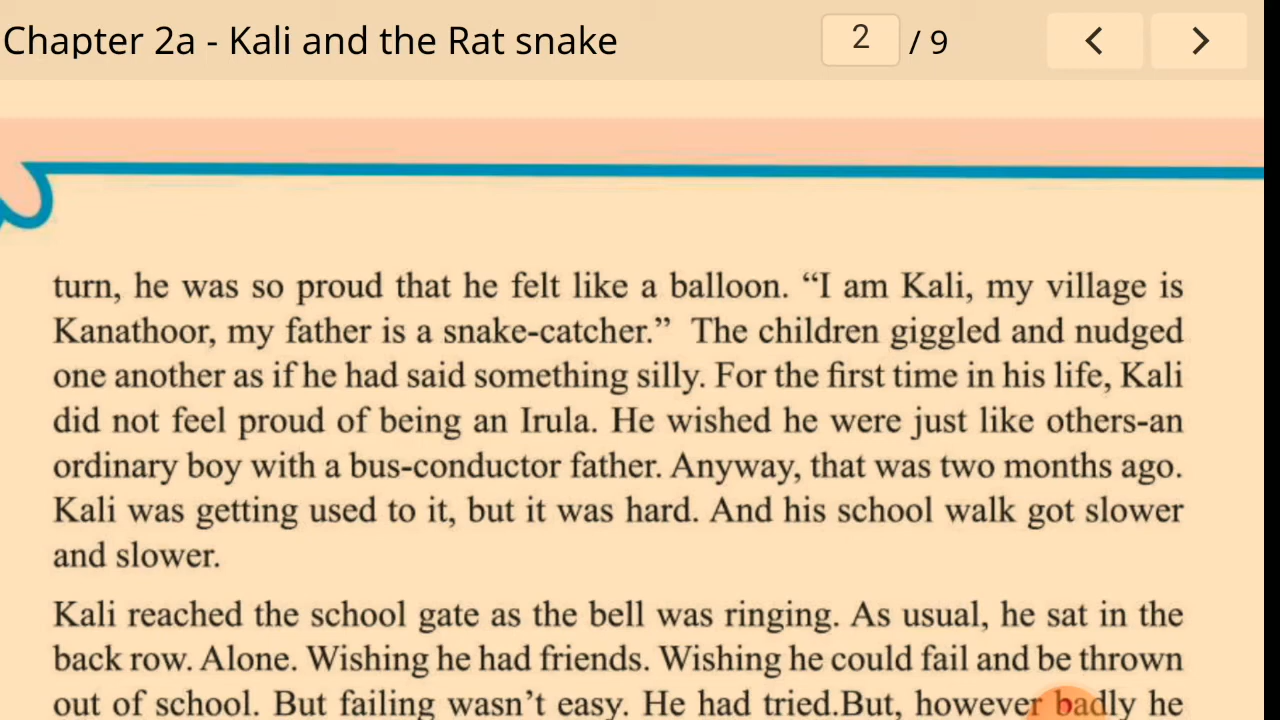 Chapter 2a - Kali and the Rat snake
2 / 9
turn, he was so proud that he felt like a balloon. “I am Kali, my village is
Kanathoor, my father is a snake-catcher.”  The children giggled and nudged
one another as if he had said something silly. For the first time in his life, Kali
did not feel proud of being an Irula. He wished he were just like others-an
ordinary boy with a bus-conductor father. Anyway, that was two months ago.
Kali was getting used to it, but it was hard. And his school walk got slower
and slower.
Kali reached the school gate as the bell was ringing. As usual, he sat in the
back row. Alone. Wishing he had friends. Wishing he could fail and be thrown
out of school. But failing wasn’t easy. He had tried.But, however badly he